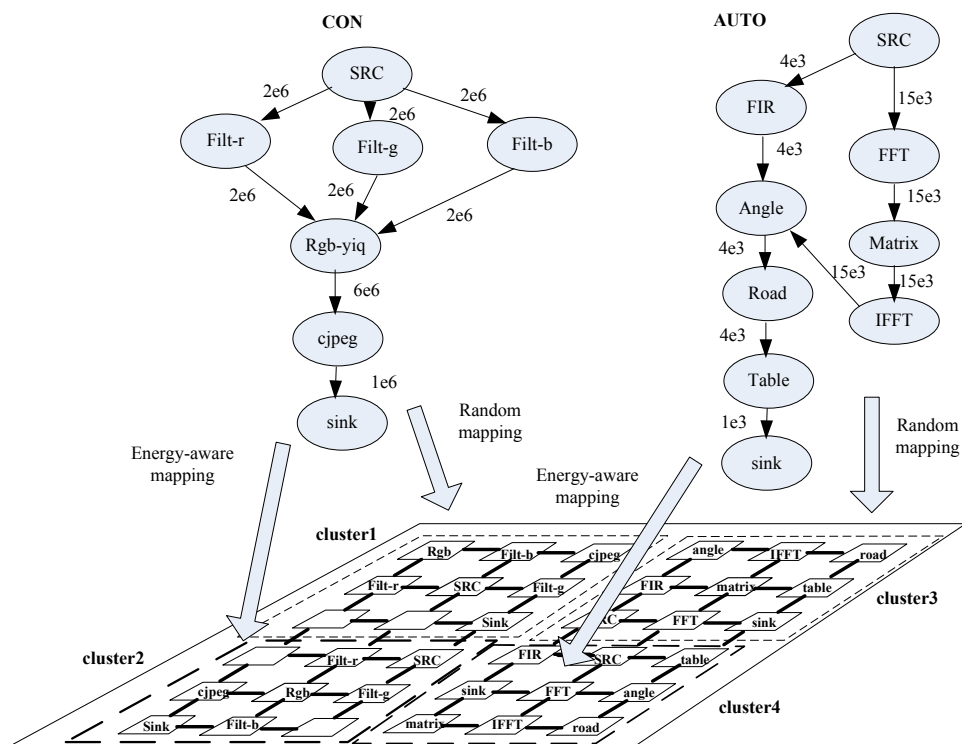 CON
AUTO
SRC
2e6
2e6
2e6
Filt-r
Filt-g
Filt-b
2e6
2e6
2e6
Rgb-yiq
6e6
cjpeg
1e6
sink
SRC
4e3
15e3
FIR
FFT
4e3
15e3
Angle
Matrix
4e3
15e3
15e3
Road
IFFT
4e3
Table
1e3
sink
Energy-aware
mapping
Random
mapping
Energy-aware
mapping
Random
mapping
cluster1
Rgb
Filt-b
cjpeg
Filt-r
SRC
Filt-g
Sink
angle
IFFT
road
FIR
matrix
table
FFT
sink
cluster3
cluster2
Filt-r
SRC
cjpeg
Rgb
Filt-g
Sink
Filt-b
FIR
SRC
table
sink
FFT
angle
matrix
IFFT
road
cluster4